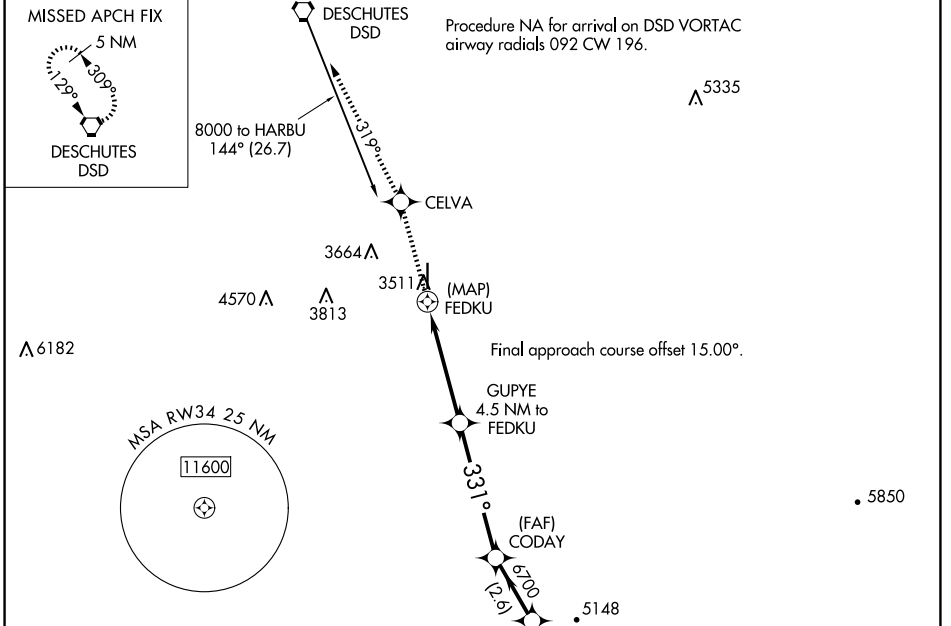 MISSED APCH FIX
5 NM
309°
129°
DESCHUTES
DSD
DESCHUTES
DSD
Procedure NA for arrival on DSD VORTAC
airway radials 092 CW 196.
5335
8000 to HARBU
144° (26.7)
319°
CELVA
3664
3511
(MAP)
FEDKU
4570
3813
6182
Final approach course offset 15.00°.
GUPYE
4.5 NM to
FEDKU
MSA RW34 25 NM
11600
331°
5850
(FAF)
CODAY
6700
(2.6)
5148